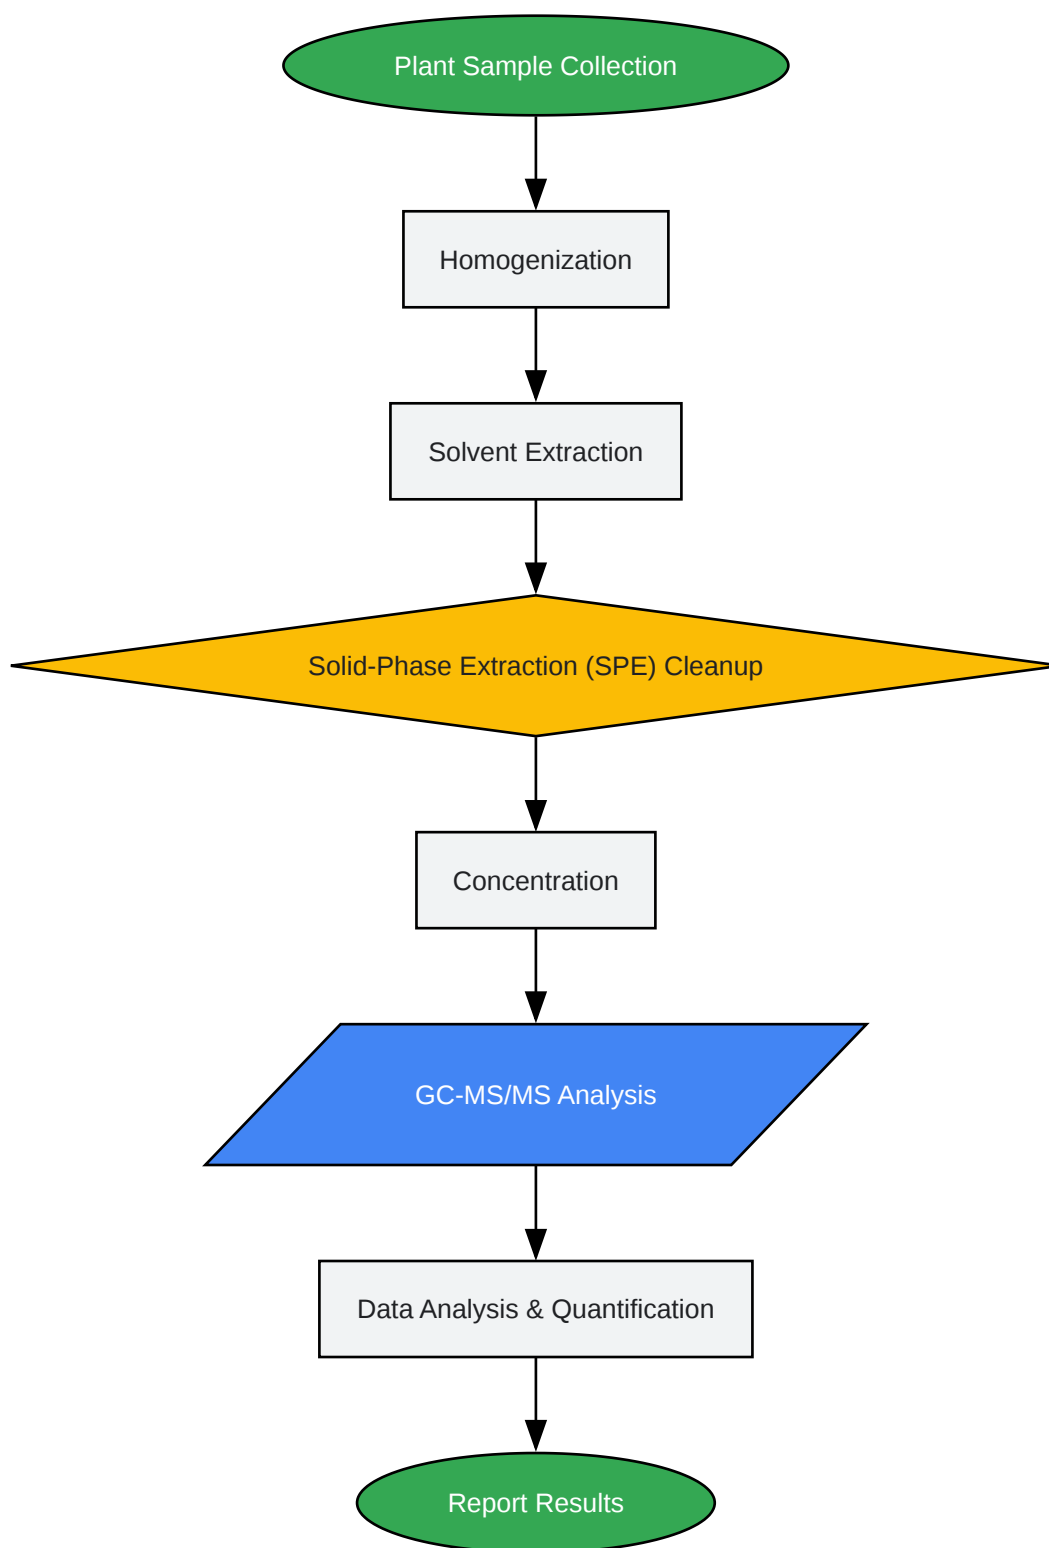 Plant Sample Collection
Homogenization
Solvent Extraction
Solid-Phase Extraction (SPE) Cleanup
Concentration
GC-MS/MS Analysis
Data Analysis & Quantification
Report Results